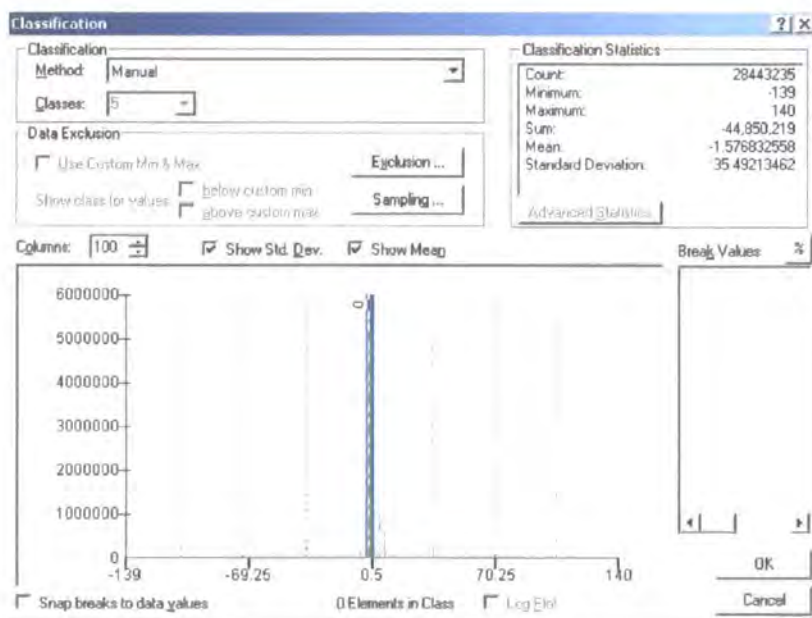 Classification
Classification
Method: Manual
Classes: 5
Data Exclusion
Use Custom Min & Max
Exclusion ...
Show class for values:
below custom min
above custom max
Sampling ...
Classification Statistics
Count: 28443235
Minimum: -139
Maximum: 140
Sum: -44,850,219
Mean: -1.576832558
Standard Deviation: 35.49213462
Advanced Statistics
Columns: 100
Show Std. Dev.
Show Mean
Break Values %
0
6000000
5000000
4000000
3000000
2000000
1000000
0
-139 -69.25 0.5 70.25 140
Snap breaks to data values
0 Elements in Class
Log Plot
OK
Cancel